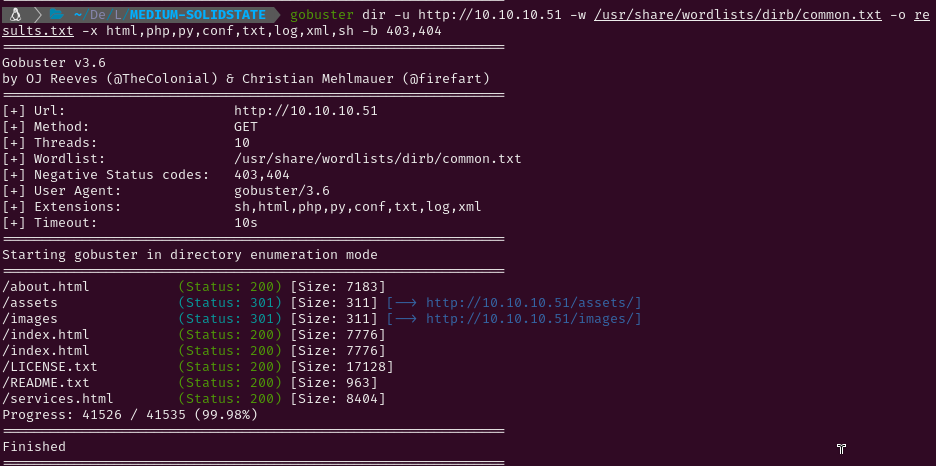 ~/De/L/MEDIUM-SOLIDSTATE gobuster dir -u http://10.10.10.51 -w /usr/share/wordlists/dirb/common.txt -o re
sults.txt -x html,php,py,conf,txt,log,xml,sh -b 403,404
===============================================================
Gobuster v3.6
by OJ Reeves (@TheColonial) & Christian Mehlmauer (@firefart)
===============================================================
[+] Url: http://10.10.10.51
[+] Method: GET
[+] Threads: 10
[+] Wordlist: /usr/share/wordlists/dirb/common.txt
[+] Negative Status codes: 403,404
[+] User Agent: gobuster/3.6
[+] Extensions: sh,html,php,py,conf,txt,log,xml
[+] Timeout: 10s
===============================================================
Starting gobuster in directory enumeration mode
===============================================================
/about.html (Status: 200) [Size: 7183]
/assets (Status: 301) [Size: 311] [--> http://10.10.10.51/assets/]
/images (Status: 301) [Size: 311] [--> http://10.10.10.51/images/]
/index.html (Status: 200) [Size: 7776]
/index.html (Status: 200) [Size: 7776]
/LICENSE.txt (Status: 200) [Size: 17128]
/README.txt (Status: 200) [Size: 963]
/services.html (Status: 200) [Size: 8404]
Progress: 41526 / 41535 (99.98%)
===============================================================
Finished
===============================================================